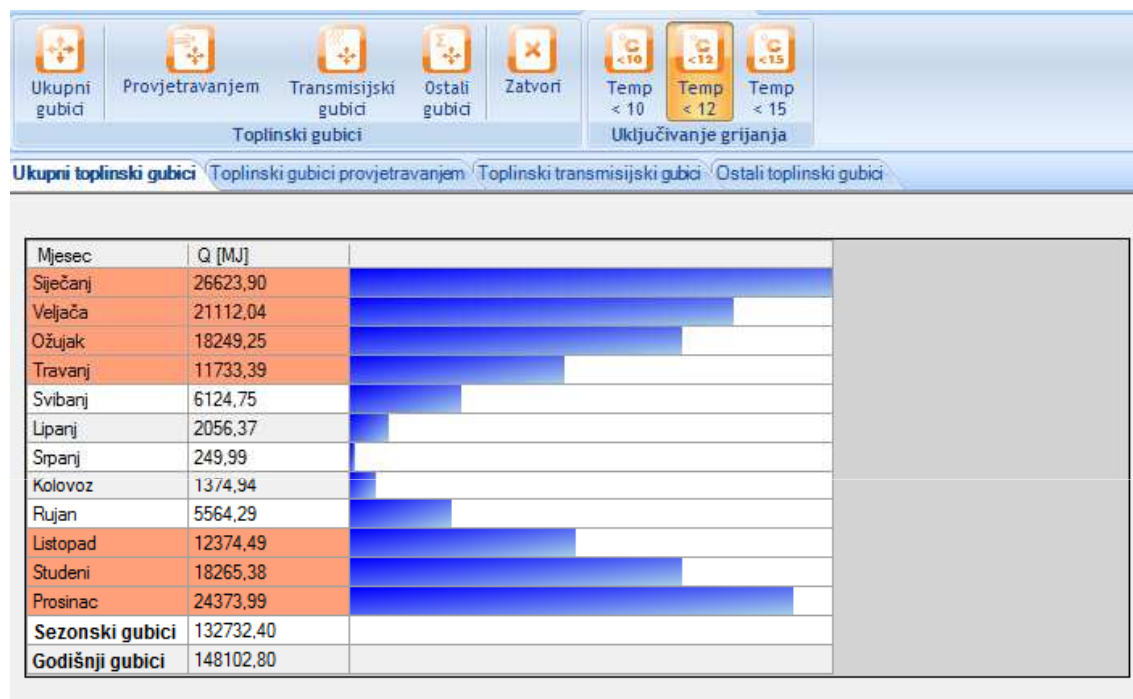 °C <10
°C <12
°C <15
Σ
Ukupni gubici
Provjetravanjem
Transmisijski gubici
Ostali gubici
Zatvori
Temp < 10
Temp < 12
Temp < 15
Toplinski gubici
Uključivanje grijanja
Ukupni toplinski gubici Toplinski gubici provjetravanjem Toplinski transmisijski gubici Ostali toplinski gubici
Mjesec Q [MJ]
Siječanj 26623,90
Veljača 21112,04
Ožujak 18249,25
Travanj 11733,39
Svibanj 6124,75
Lipanj 2056,37
Srpanj 249,99
Kolovoz 1374,94
Rujan 5564,29
Listopad 12374,49
Studeni 18265,38
Prosinac 24373,99
Sezonski gubici 132732,40
Godišnji gubici 148102,80